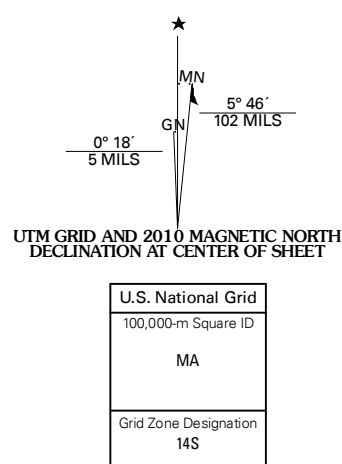 MN
5° 46´
102 MILS
GN
0° 18´
5 MILS
UTM GRID AND 2010 MAGNETIC NORTH
DECLINATION AT CENTER OF SHEET
U.S. National Grid
100,000-m Square ID
MA
Grid Zone Designation
14S